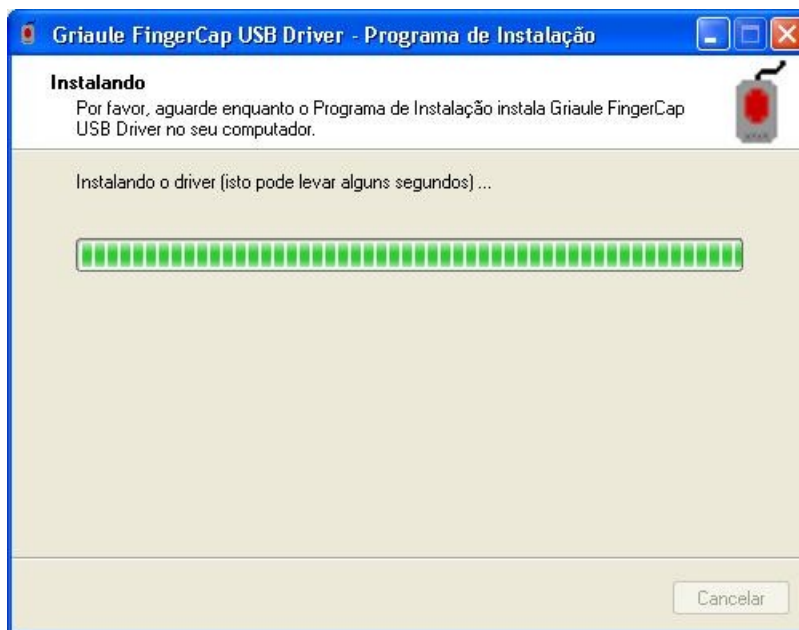 Griaule FingerCap USB Driver - Programa de Instalação
Instalando
Por favor, aguarde enquanto o Programa de Instalação instala Griaule FingerCap
USB Driver no seu computador.
Instalando o driver (isto pode levar alguns segundos) ...
Cancelar